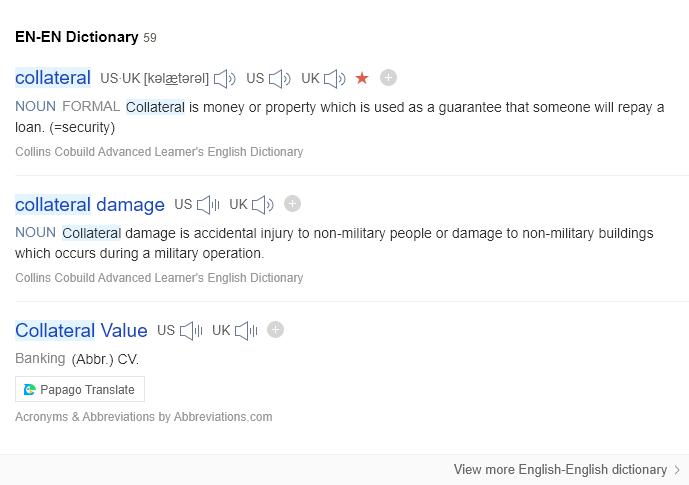 EN-EN Dictionary 59
collateral US·UK [kəlætərəl] US UK
NOUN FORMAL Collateral is money or property which is used as a guarantee that someone will repay a
loan. (=security)
Collins Cobuild Advanced Learner's English Dictionary
collateral damage US UK
NOUN Collateral damage is accidental injury to non-military people or damage to non-military buildings
which occurs during a military operation.
Collins Cobuild Advanced Learner's English Dictionary
Collateral Value US UK
Banking (Abbr.) CV.
Papago Translate
Acronyms & Abbreviations by Abbreviations.com
View more English-English dictionary